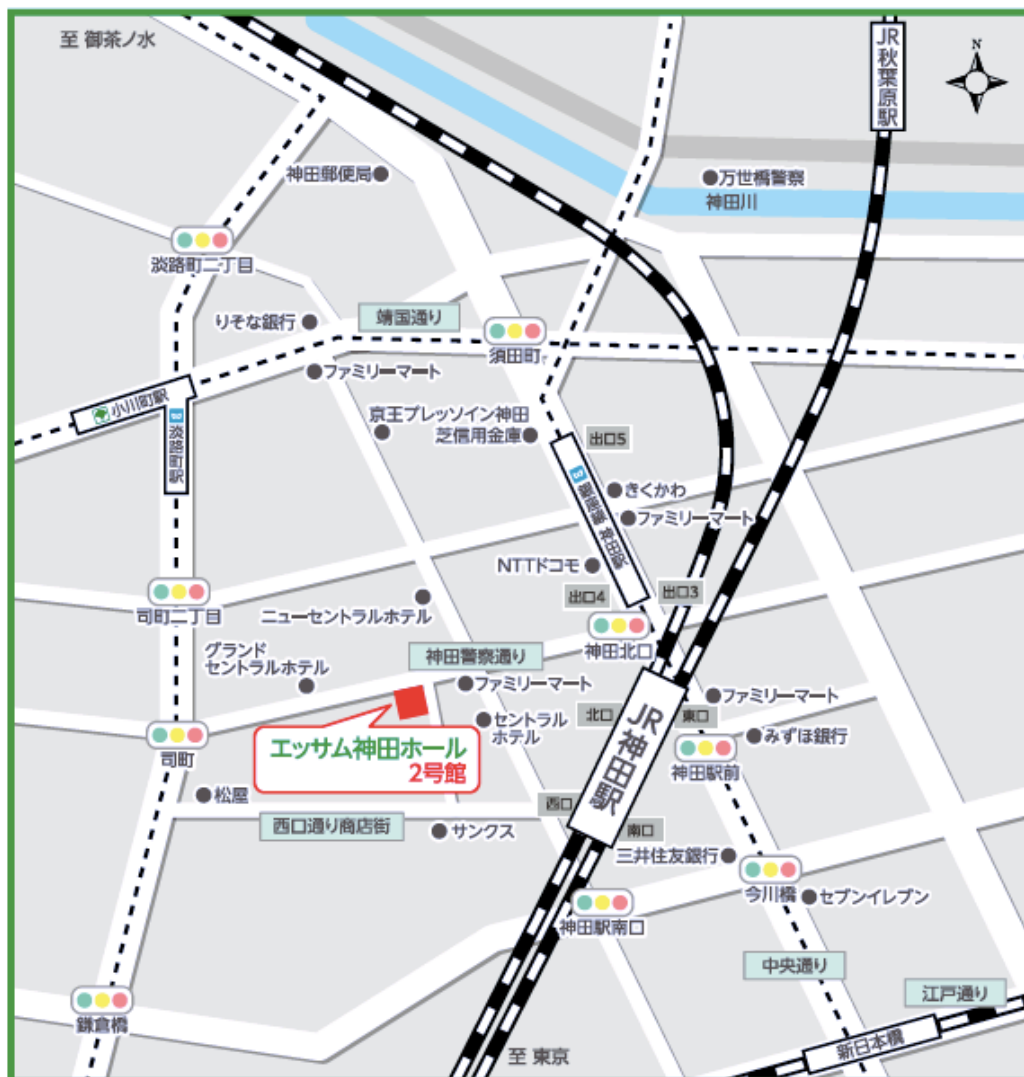 至 御茶ノ水
JR秋葉原駅
N
神田郵便局
万世橋警察
神田川
淡路町二丁目
りそな銀行
靖国通り
須田町
ファミリーマート
小川町駅
淡路町駅
京王プレッソイン神田
芝信用金庫
出口5
きくかわ
ファミリーマート
NTTドコモ
出口4
出口3
司町二丁目
ニューセントラルホテル
神田北口
グランド
セントラルホテル
神田警察通り
ファミリーマート
ファミリーマート
北口
東口
JR神田駅
セントラル
ホテル
みずほ銀行
司町
エッサム神田ホール
2号館
神田駅前
松屋
西口
西口通り商店街
サンクス
南口
三井住友銀行
今川橋
セブンイレブン
神田駅南口
中央通り
江戸通り
鎌倉橋
至 東京
新日本橋